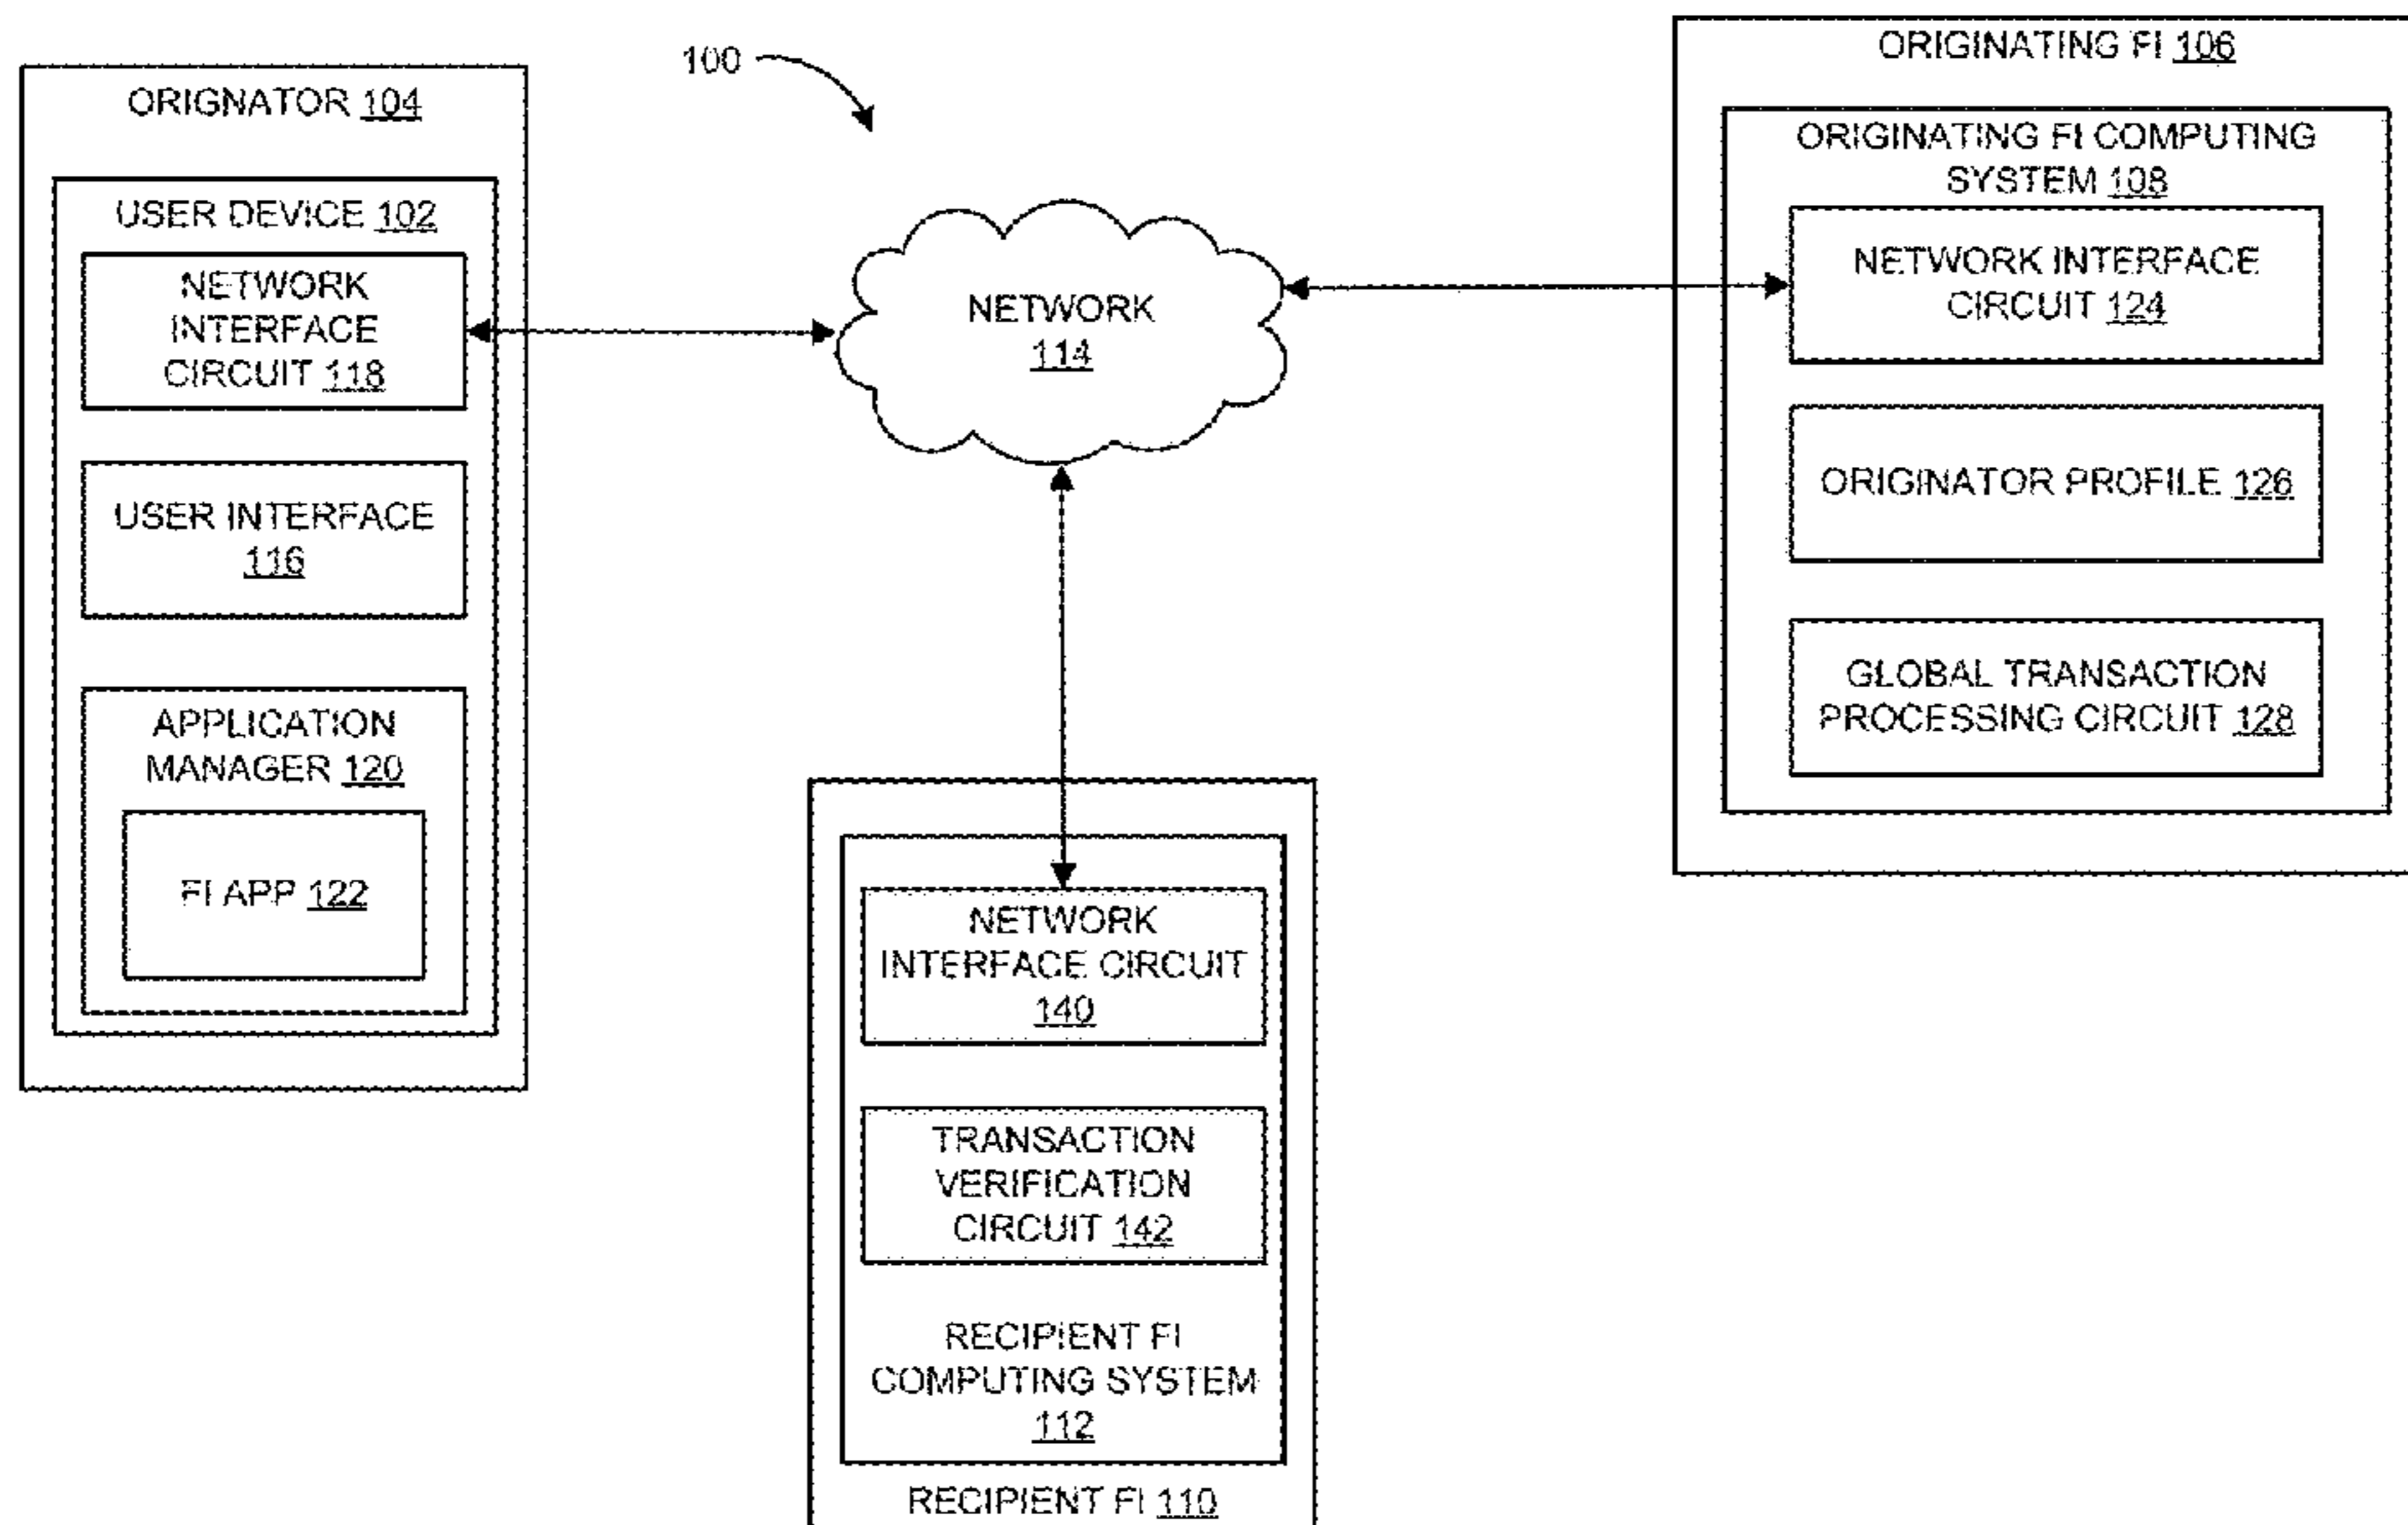 100
ORIGNATOR 104
USER DEVICE 102
NETWORK
INTERFACE
CIRCUIT 118
USER INTERFACE
116
APPLICATION
MANAGER 120
FI APP 122
NETWORK
114
ORIGINATING FI 106
ORIGINATING FI COMPUTING
SYSTEM 108
NETWORK INTERFACE
CIRCUIT 124
ORIGINATOR PROFILE 126
GLOBAL TRANSACTION
PROCESSING CIRCUIT 128
NETWORK
INTERFACE CIRCUIT
140
TRANSACTION
VERIFICATION
CIRCUIT 142
RECIPIENT FI
COMPUTING SYSTEM
112
RECIPIENT FI 110